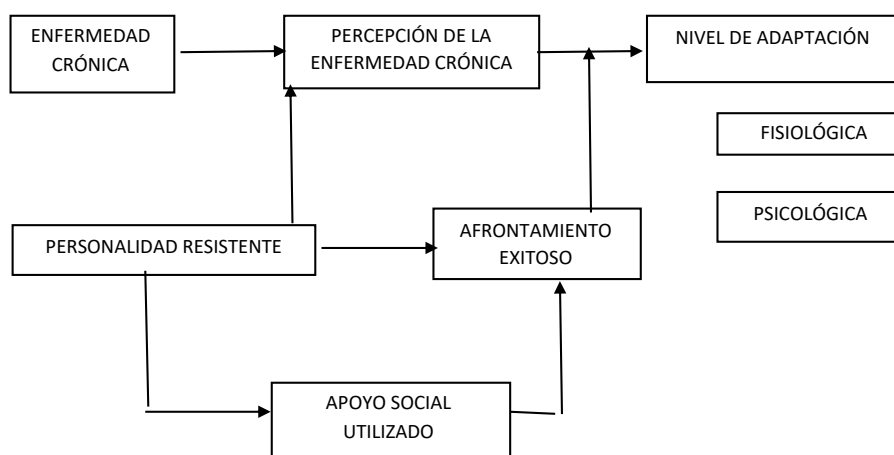 ENFERMEDAD
CRÓNICA
PERCEPCIÓN DE LA
ENFERMEDAD CRÓNICA
NIVEL DE ADAPTACIÓN
FISIOLÓGICA
PSICOLÓGICA
PERSONALIDAD RESISTENTE
AFRONTAMIENTO
EXITOSO
APOYO SOCIAL
UTILIZADO